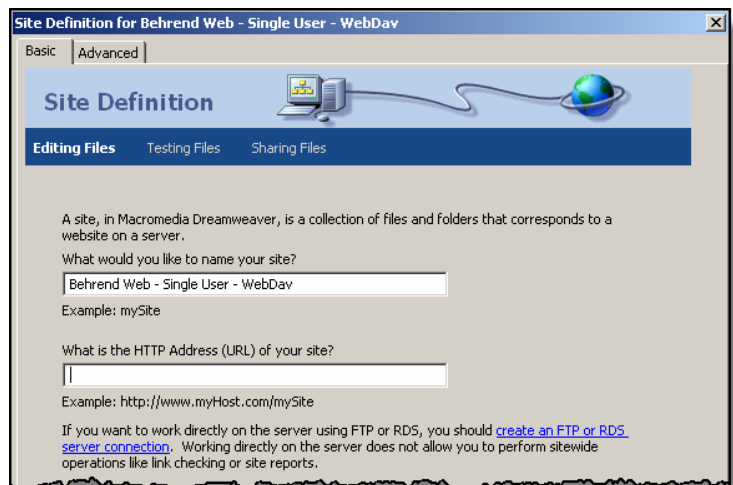 Site Definition for Behrend Web - Single User - WebDav
Basic
Advanced
Site Definition
Editing Files Testing Files Sharing Files
A site, in Macromedia Dreamweaver, is a collection of files and folders that corresponds to a
website on a server.
What would you like to name your site?
Behrend Web - Single User - WebDav
Example: mySite
What is the HTTP Address (URL) of your site?
Example: http://www.myHost.com/mySite
If you want to work directly on the server using FTP or RDS, you should create an FTP or RDS
server connection. Working directly on the server does not allow you to perform sitewide
operations like link checking or site reports.